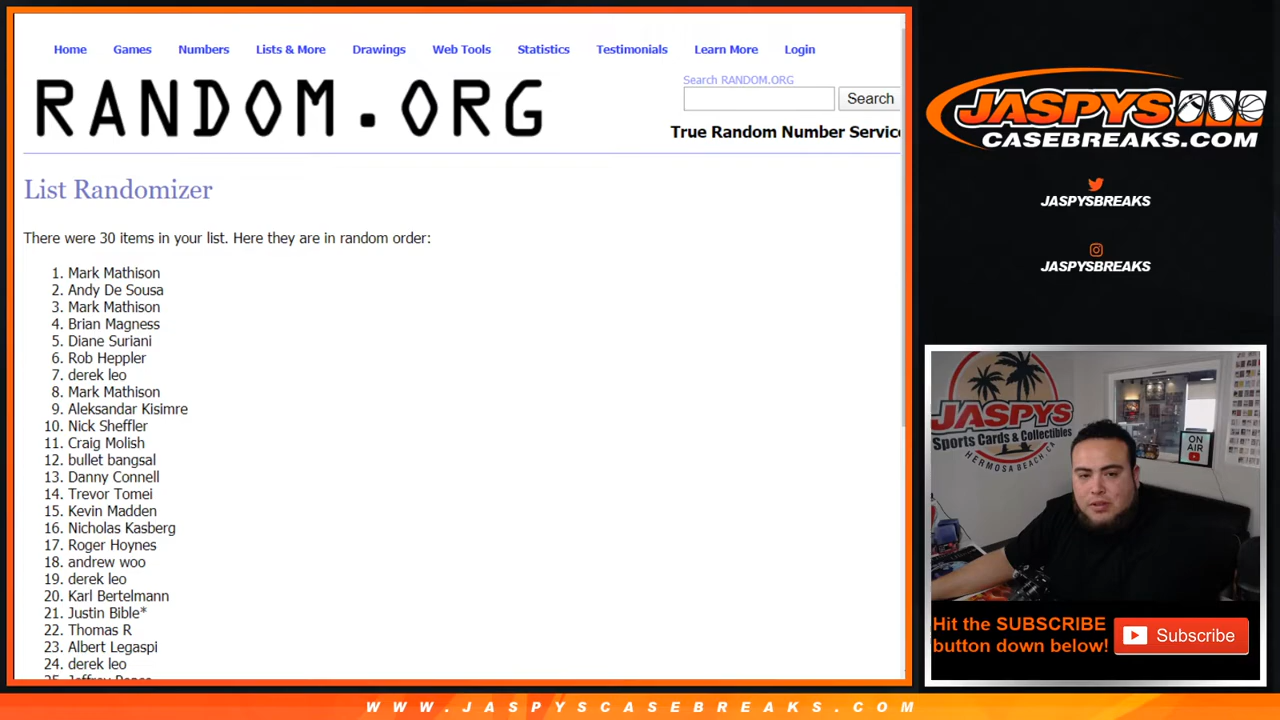 Home Games Numbers Lists & More Drawings Web Tools Statistics Testimonials Learn More Login
RANDOM.ORG
Search RANDOM.ORG
Search
True Random Number Service
List Randomizer
There were 30 items in your list. Here they are in random order:
1. Mark Mathison
2. Andy De Sousa
3. Mark Mathison
4. Brian Magness
5. Diane Suriani
6. Rob Heppler
7. derek leo
8. Mark Mathison
9. Aleksandar Kisimre
10. Nick Sheffler
11. Craig Molish
12. bullet bangsal
13. Danny Connell
14. Trevor Tomei
15. Kevin Madden
16. Nicholas Kasberg
17. Roger Hoynes
18. andrew woo
19. derek leo
20. Karl Bertelmann
21. Justin Bible*
22. Thomas R
23. Albert Legaspi
24. derek leo
JASPYS
CASEBREAKS.COM
JASPYSBREAKS
JASPYSBREAKS
JASPYS
Sports Cards & Collectibles
HERMOSA BEACH, CA
ON
AIR
Hit the SUBSCRIBE
button down below!
Subscribe
WWW.JASPYSCASEBREAKS.COM